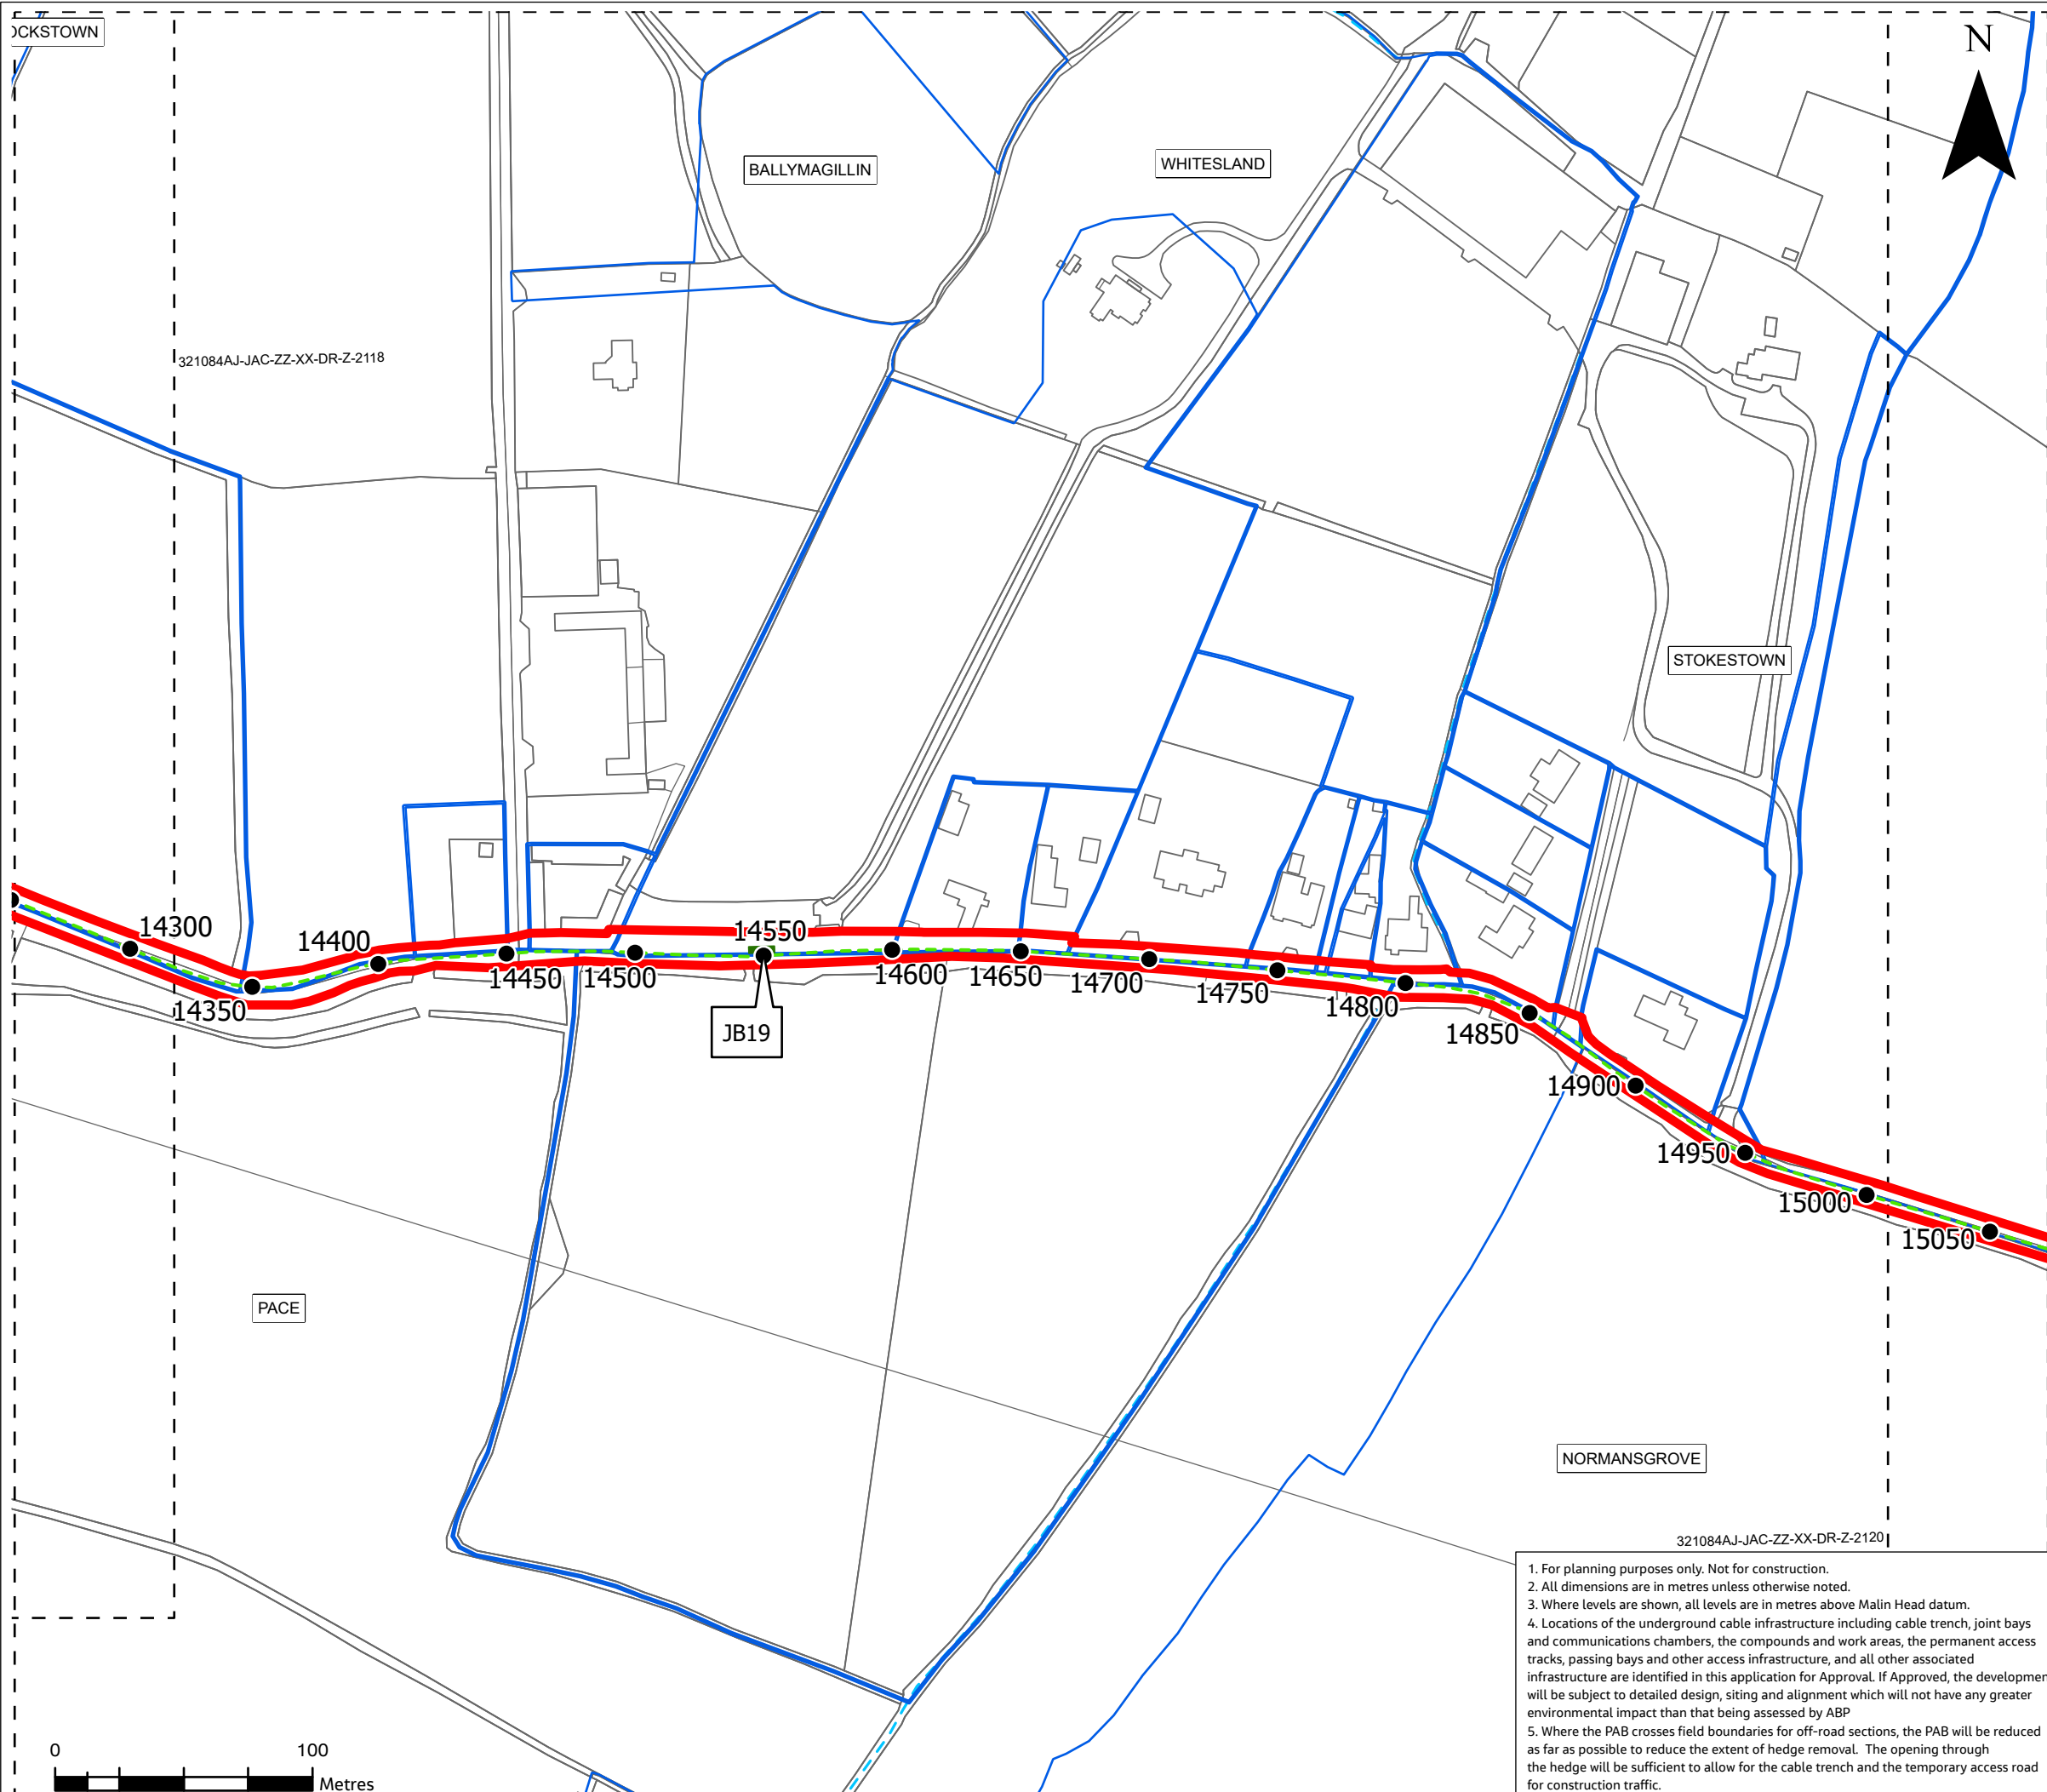 N
BALLYMAGILLIN
WHITESLAND
321084AJ-JAC-ZZ-XX-DR-Z-2118
STOKESTOWN
14300
14350
14400
14450
14500
14550
JB19
14600
14650
14700
14750
14800
14850
14900
14950
15000
15050
PACE
NORMANSGROVE
321084AJ-JAC-ZZ-XX-DR-Z-2120
1. For planning purposes only. Not for construction.
2. All dimensions are in metres unless otherwise noted.
3. Where levels are shown, all levels are in metres above Malin Head datum.
4. Locations of the underground cable infrastructure including cable trench, joint bays
and communications chambers, the compounds and work areas, the permanent access
tracks, passing bays and other access infrastructure, and all other associated
infrastructure are identified in this application for Approval. If Approved, the
will be subject to detailed design, siting and alignment which will not have any greater
environmental impact than that being assessed by ABP
5. Where the PAB crosses field boundaries for off-road sections, the PAB will be reduced
as far as possible to reduce the extent of hedge removal. The opening through
the hedge will be sufficient to allow for the cable trench and the temporary access road
for construction traffic.
0 100
Metres